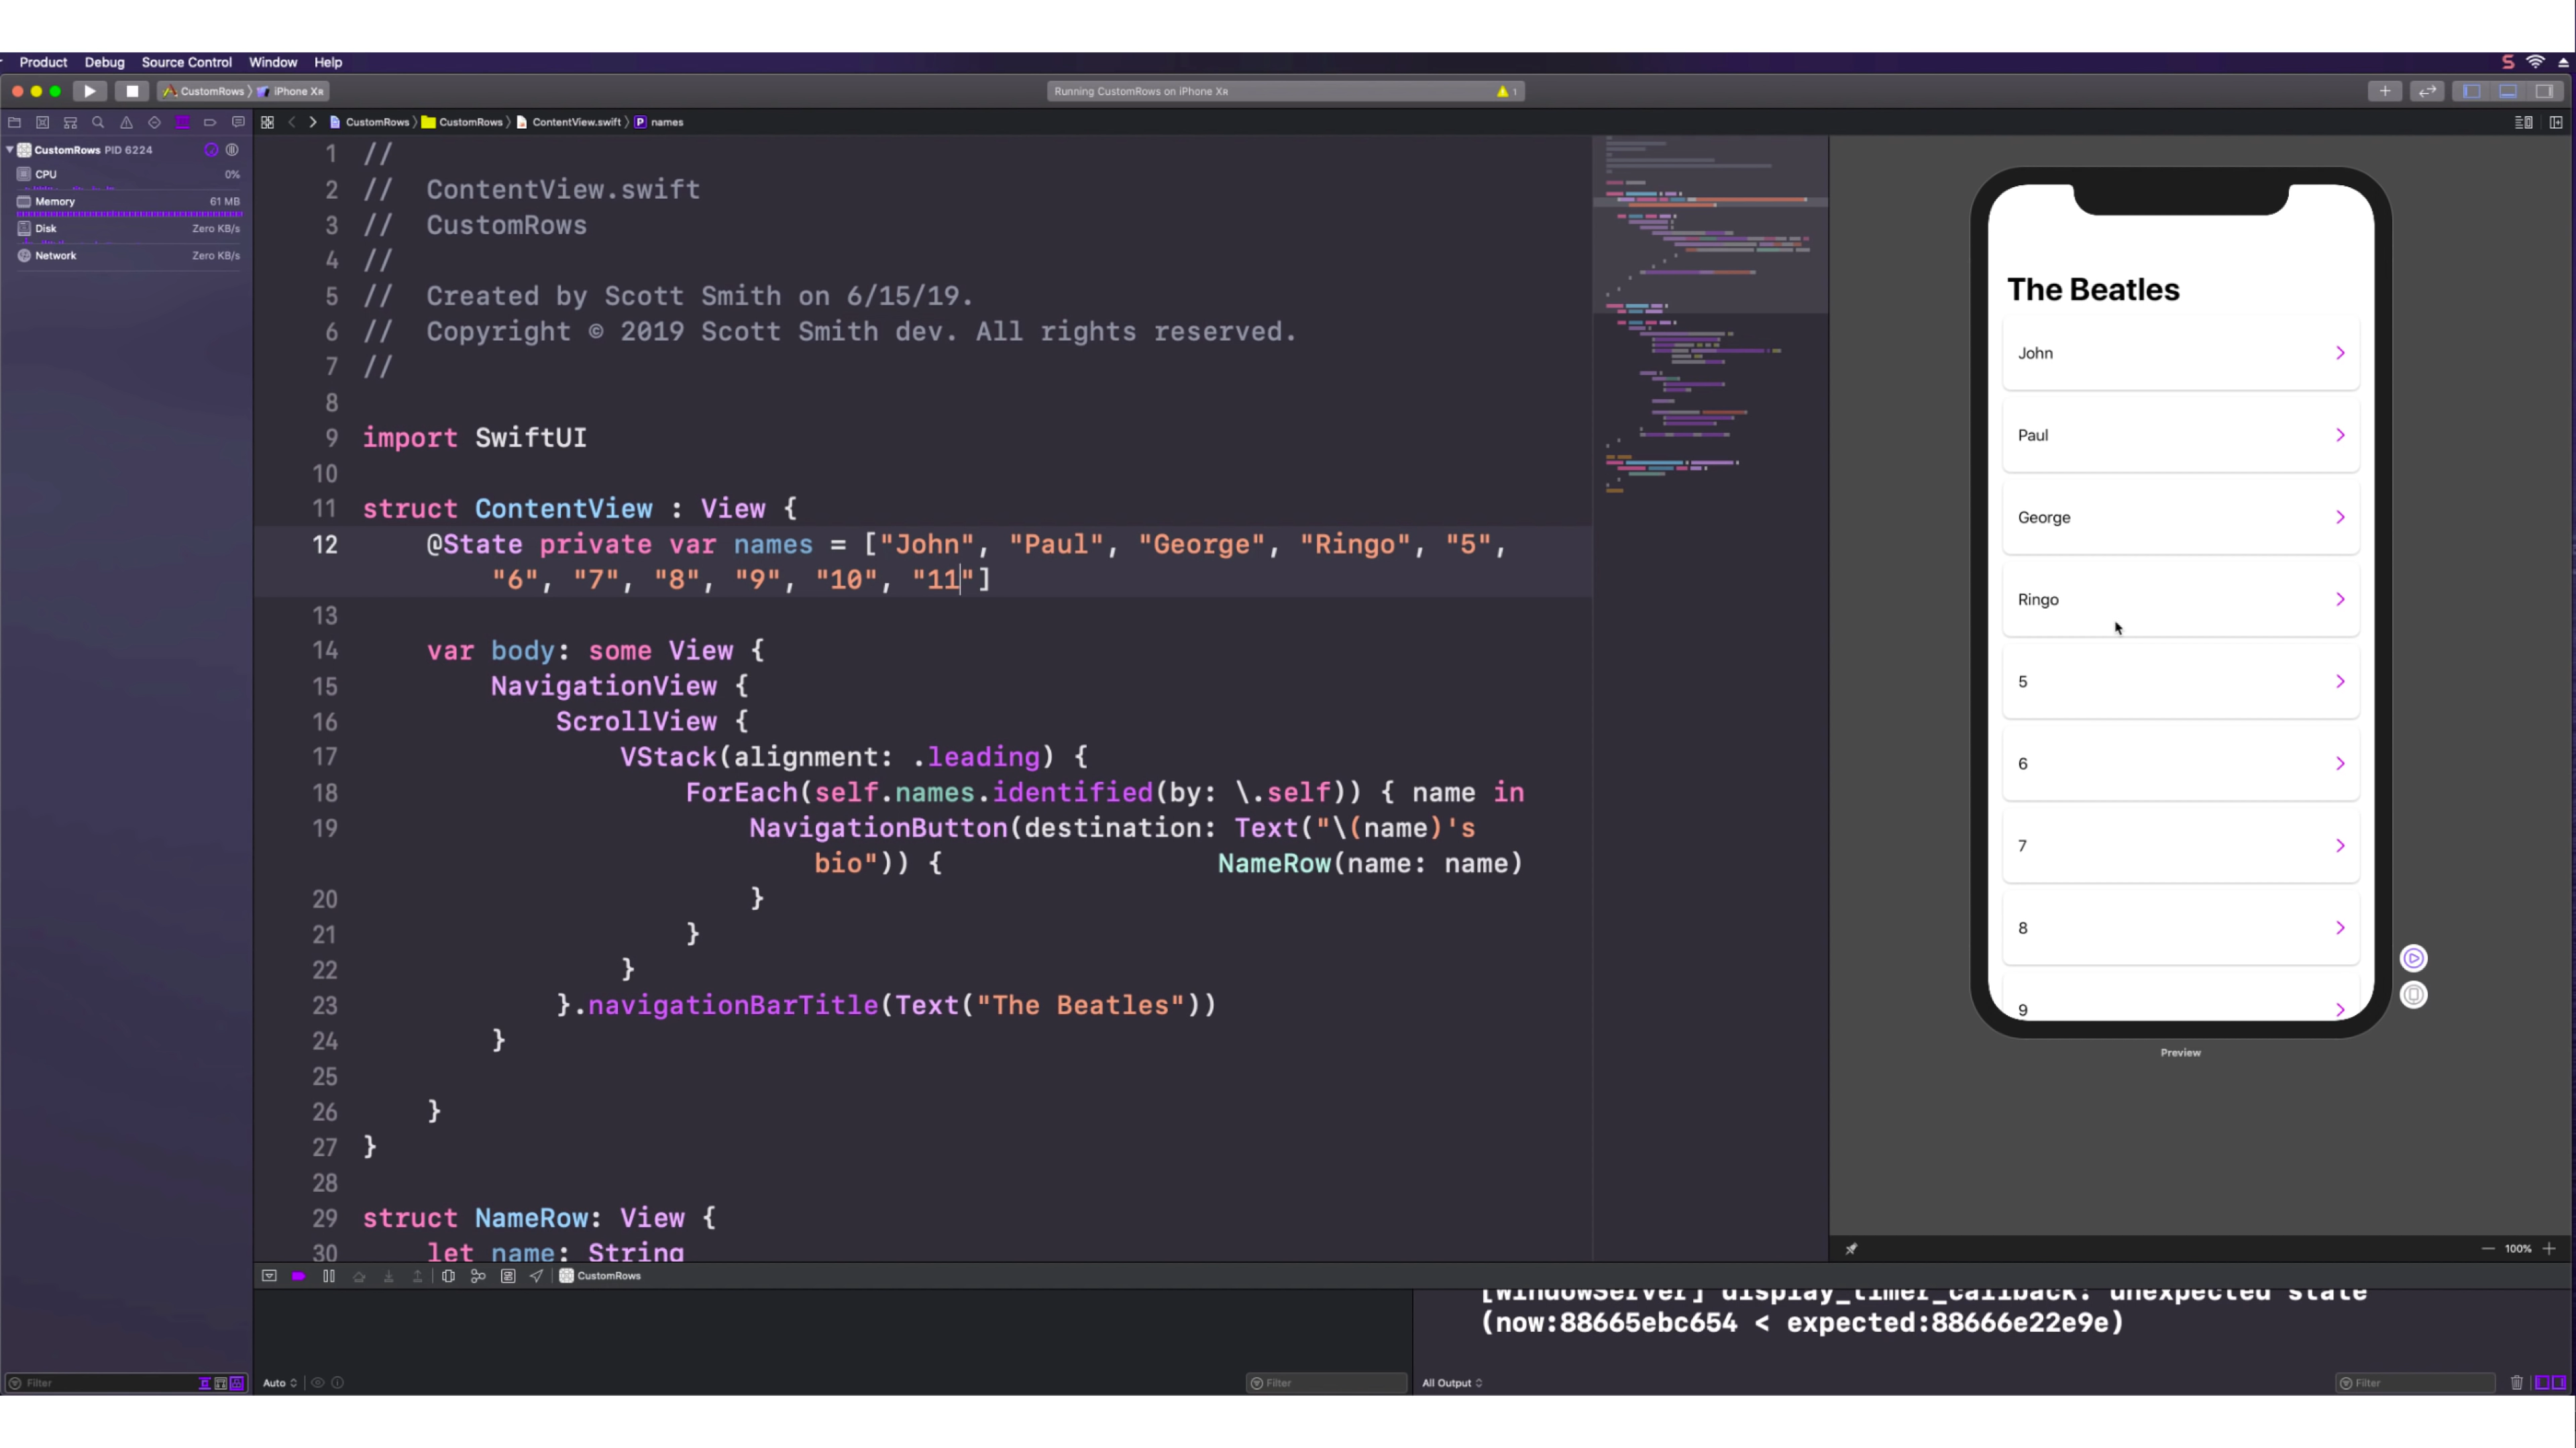 Product Debug Source Control Window Help
CustomRows iPhone XR
Running CustomRows on iPhone XR
1
CustomRows CustomRows ContentView.swift P names
CustomRows PID 6224
CPU 0%
Memory 61 MB
Disk Zero KB/s
Network Zero KB/s
1 //
2 // ContentView.swift
3 // CustomRows
4 //
5 // Created by Scott Smith on 6/15/19.
6 // Copyright © 2019 Scott Smith dev. All rights reserved.
7 //
8
9 import SwiftUI
10
11 struct ContentView : View {
12 @State private var names = ["John", "Paul", "George", "Ringo", "5",
"6", "7", "8", "9", "10", "11"]
13
14 var body: some View {
15 NavigationView {
16 ScrollView {
17 VStack(alignment: .leading) {
18 ForEach(self.names.identified(by: \.self)) { name in
19 NavigationButton(destination: Text("\(name)'s
bio")) { NameRow(name: name)
20 }
21 }
22 }
23 }.navigationBarTitle(Text("The Beatles"))
24 }
25
26 }
27 }
28
29 struct NameRow: View {
30 let name: String
The Beatles
John
Paul
George
Ringo
5
6
7
8
9
Preview
100%
CustomRows
[WindowServer] display_timer_callback: unexpected state
(now:88665ebc654 < expected:88666e22e9e)
Filter
Auto
Filter
All Output
Filter